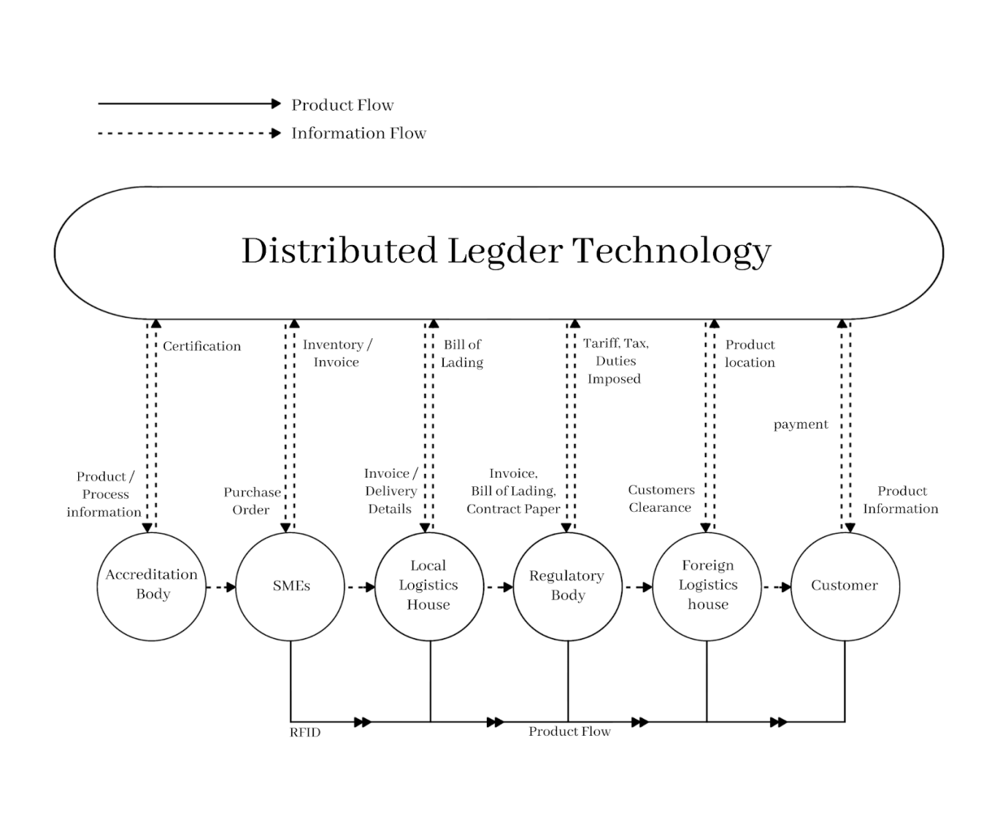 Product Flow
Information Flow
Distributed Legder Technology
Certification
Inventory /
Invoice
Bill of
Lading
Tariff, Tax,
Duties
Imposed
Product
location
payment
Product /
Process
information
Purchase
Order
Invoice /
Delivery
Details
Invoice,
Bill of Lading,
Contract Paper
Customers
Clearance
Product
Information
Accreditation
Body
SMEs
Local
Logistics
House
Regulatory
Body
Foreign
Logistics
house
Customer
RFID
Product Flow